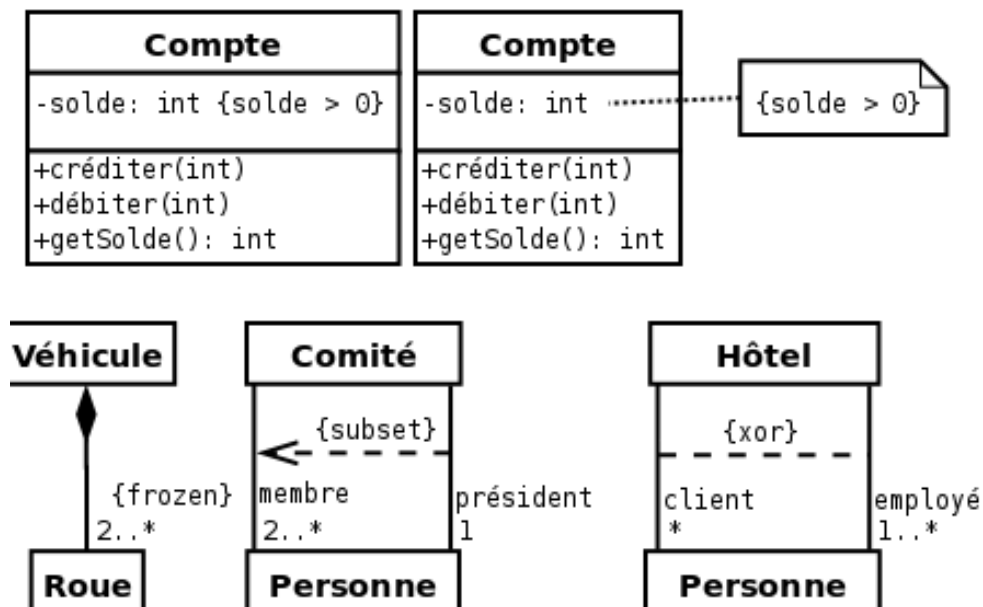 Compte
-solde: int {solde > 0}
+créditer(int)
+débiter(int)
+getSolde(): int
Compte
-solde: int
{solde > 0}
+créditer(int)
+débiter(int)
+getSolde(): int
Véhicule
{frozen}
2..*
Roue
Comité
{subset}
membre
2..*
président
1
Personne
Hôtel
{xor}
client
*
employé
1..*
Personne